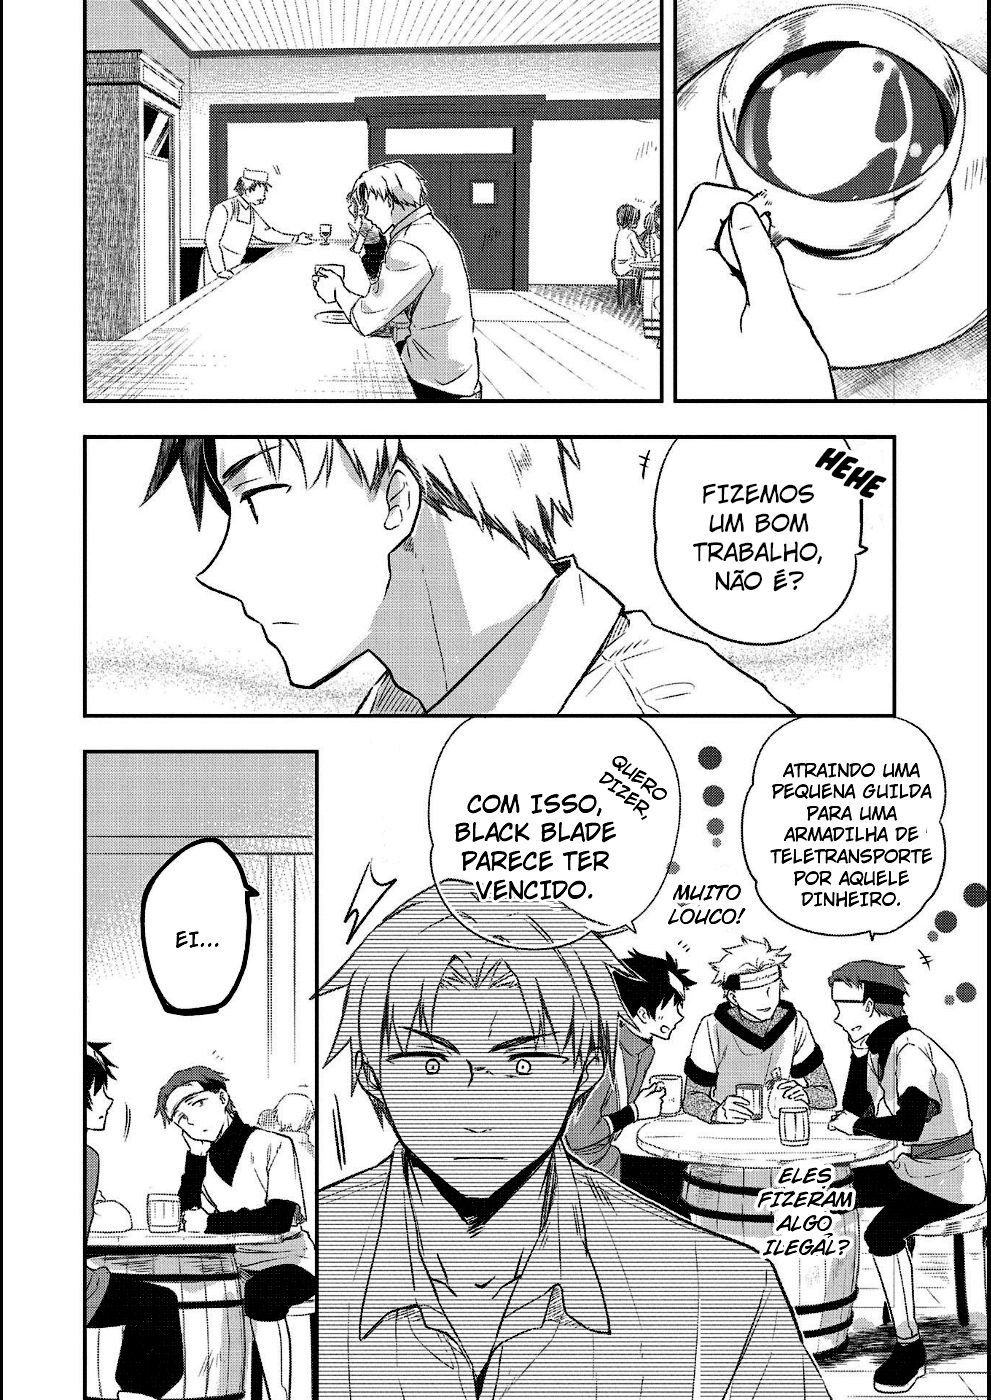 HEHE
FIZEMOS
UM BOM
TRABALHO,
NÃO É?
ATRAINDO UMA
PEQUENA GUILDA
PARA UMA
ARMADILHA DE
TELETRANSPORTE
POR AQUELE
DINHEIRO.
MUITO
LOUCO!
QUERO
DIZER,
COM ISSO,
BLACK BLADE
PARECE TER
VENCIDO.
ELES
FIZERAM
ALGO
ILEGAL?
EI...